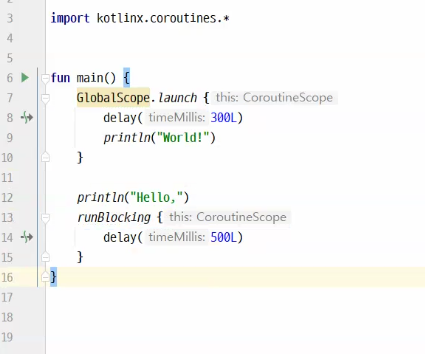 3 import kotlinx.coroutines.*
4
5
6 fun main() {
7 GlobalScope.launch { this: CoroutineScope
8 delay( timeMillis: 300L)
9 println("World!")
10 }
11
12 println("Hello,")
13 runBlocking { this: CoroutineScope
14 delay( timeMillis: 500L)
15 }
16 }
17
18
19